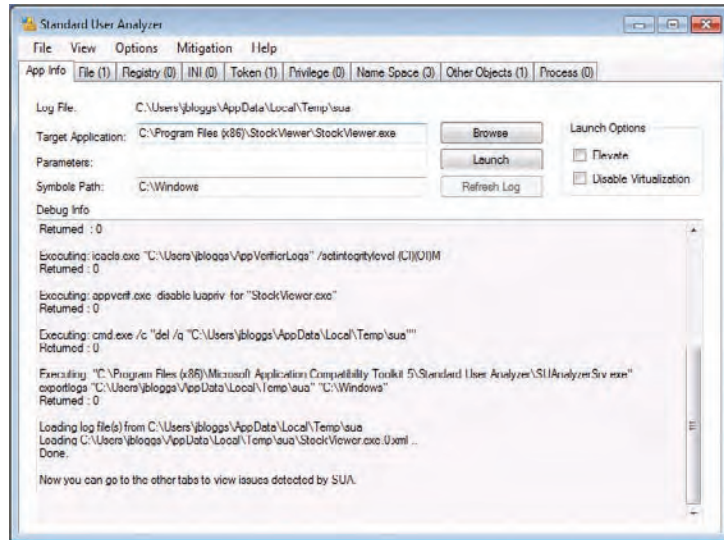 Standard User Analyzer
File View Options Mitigation Help
App Info File (1) Registry (0) INI (0) Token (1) Privilege (0) Name Space (3) Other Objects (1) Process (0)
Log File: C:\Users\jbloggs\AppData\Local\Temp\sua
Target Application: C:\Program Files (x86)\StockViewer\StockViewer.exe Browse
Launch Options
Parameters: Launch
Elevate
Symbols Path: C:\Windows Refresh Log
Disable Virtualization
Debug Info
Returned : 0
Executing: icacls.exe "C:\Users\jbloggs\AppVerifierLogs" /setintegritylevel (CI)(OI)M
Returned : 0
Executing: appverif.exe disable luapriv for "StockViewer.exe"
Returned : 0
Executing: cmd.exe /c "del /q "C:\Users\jbloggs\AppData\Local\Temp\sua""
Returned : 0
Executing: "C:\Program Files (x86)\Microsoft Application Compatibility Toolkit 5\Standard User Analyzer\SUAnalyzerSrv.exe"
exportlogs "C:\Users\jbloggs\AppData\Local\Temp\sua" "C:\Windows"
Returned : 0
Loading log file(s) from C:\Users\jbloggs\AppData\Local\Temp\sua
Loading C:\Users\jbloggs\AppData\Local\Temp\sua\StockViewer.exe.0.xml ..
Done.
Now you can go to the other tabs to view issues detected by SUA.